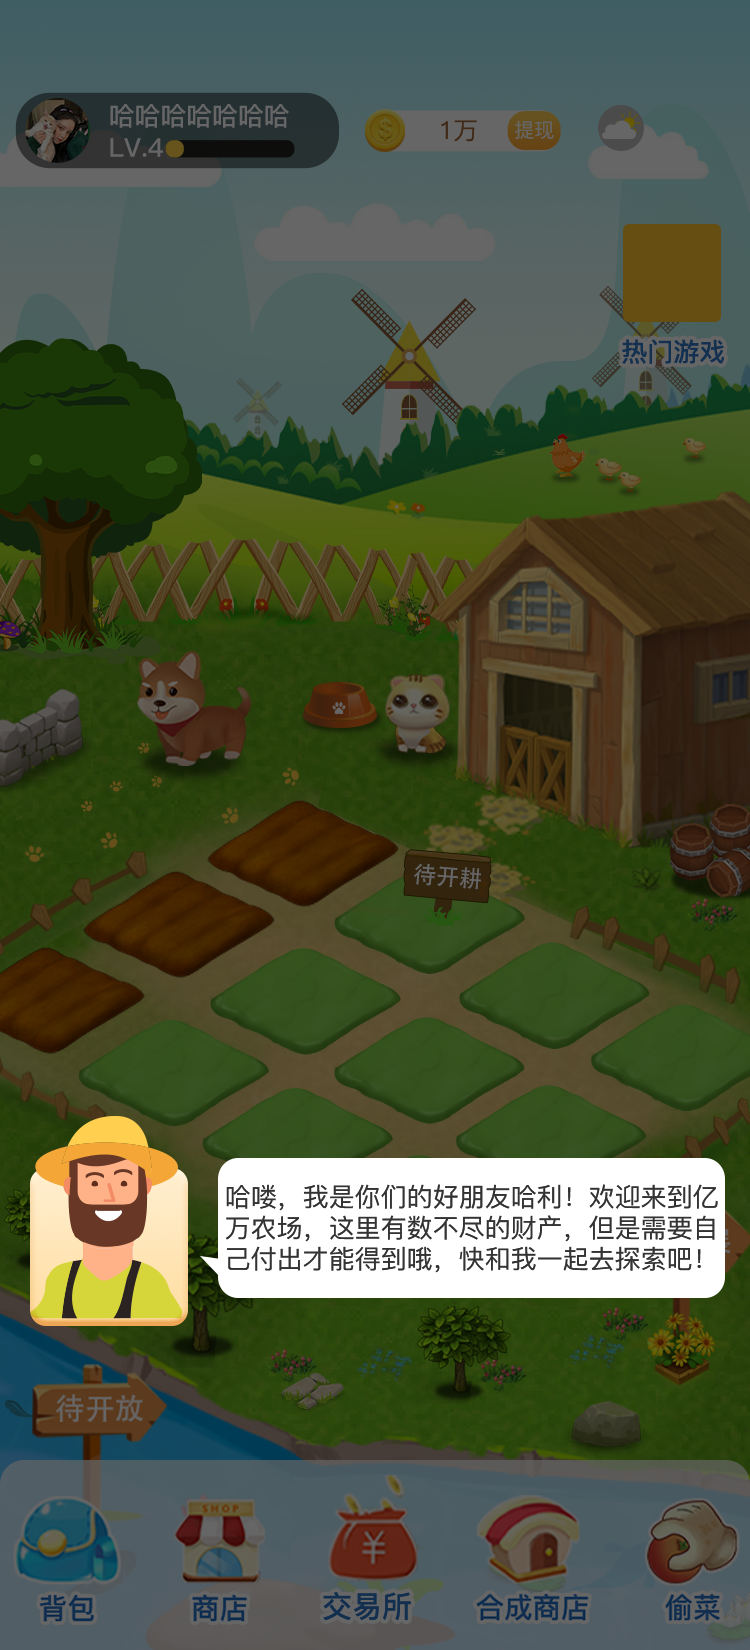 哈哈哈哈哈哈哈
LV.4
1万
提现
热门游戏
待开耕
哈喽，我是你们的好朋友哈利！欢迎来到亿
万农场，这里有数不尽的财产，但是需要自
己付出才能得到哦，快和我一起去探索吧！
待开放
SHOP
背包
商店
交易所
合成商店
偷菜